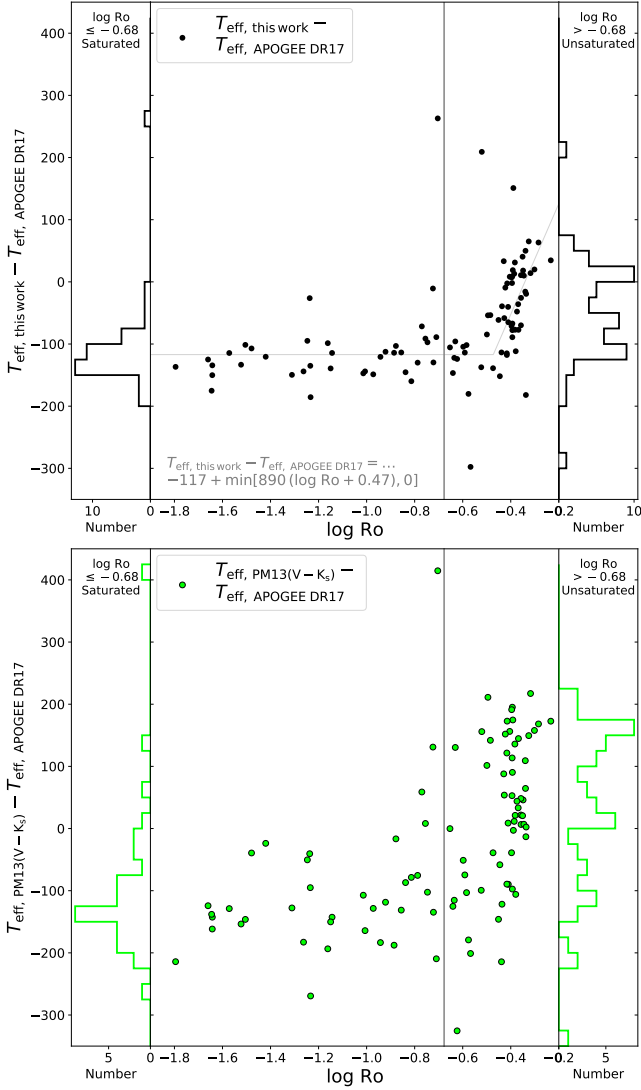 log Ro
≤ −0.68
Saturated
T_eff, this work −
T_eff, APOGEE DR17
log Ro
> −0.68
Unsaturated
400
300
200
100
0
−100
−200
−300
T_eff, this work − T_eff, APOGEE DR17
T_eff, this work − T_eff, APOGEE DR17 = ...
−117 + min[890 (log Ro + 0.47), 0]
10 0 −1.8 −1.6 −1.4 −1.2 −1.0 −0.8 −0.6 −0.4 −0.2 0 10
Number log Ro Number
log Ro
≤ −0.68
Saturated
T_eff, PM13(V − K_s) −
T_eff, APOGEE DR17
log Ro
> −0.68
Unsaturated
400
300
200
100
0
−100
−200
−300
T_eff, PM13(V − K_s) − T_eff, APOGEE DR17
5 0 −1.8 −1.6 −1.4 −1.2 −1.0 −0.8 −0.6 −0.4 −0.2 0 5
Number log Ro Number